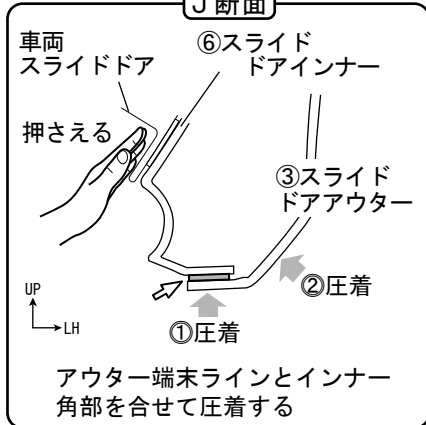 J断面
車両
スライドドア
⑥スライド
ドアインナー
押さえる
③スライド
ドアアウター
②圧着
UP
LH
①圧着
アウター端末ラインとインナー
角部を合せて圧着する